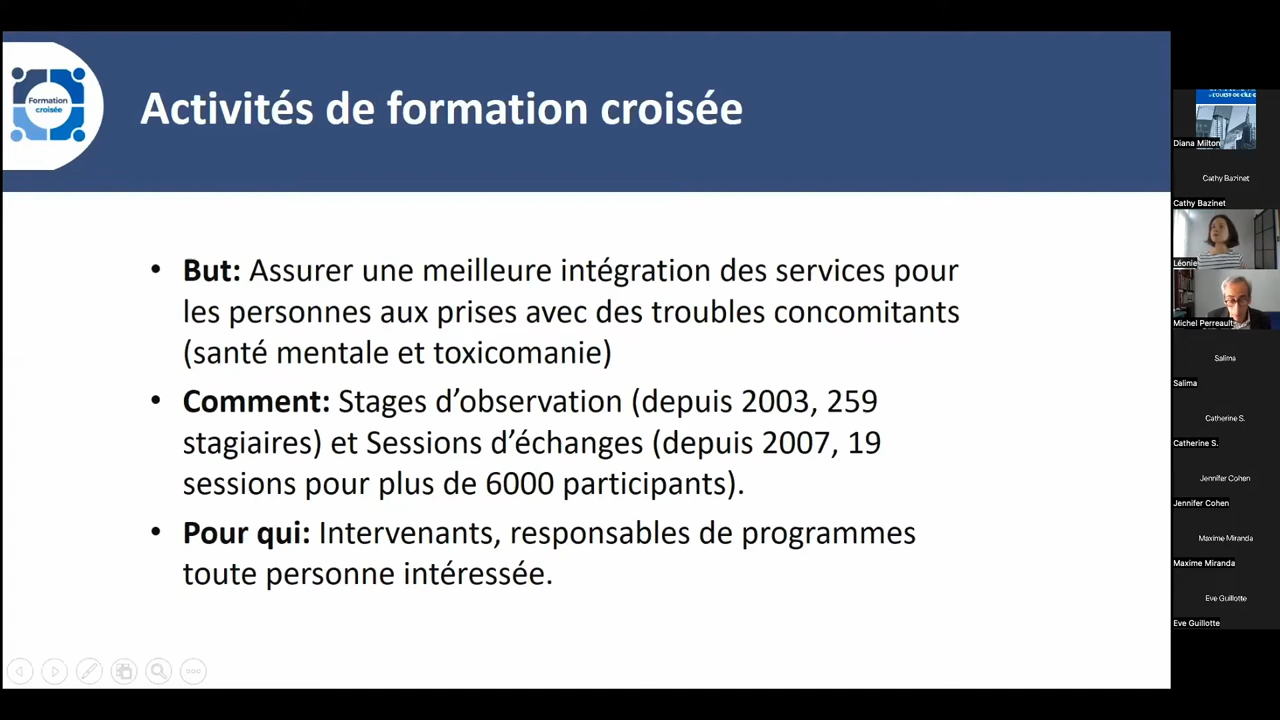 Formation
croisée
Activités de formation croisée
• But: Assurer une meilleure intégration des services pour
les personnes aux prises avec des troubles concomitants
(santé mentale et toxicomanie)
• Comment: Stages d'observation (depuis 2003, 259
stagiaires) et Sessions d'échanges (depuis 2007, 19
sessions pour plus de 6000 participants).
• Pour qui: Intervenants, responsables de programmes
toute personne intéressée.
Diana Milton
Cathy Bazinet
Cathy Bazinet
Léonie
Michel Perreault
Salima
Salima
Catherine S.
Catherine S.
Jennifer Cohen
Jennifer Cohen
Maxime Miranda
Maxime Miranda
Eve Guillotte
Eve Guillotte